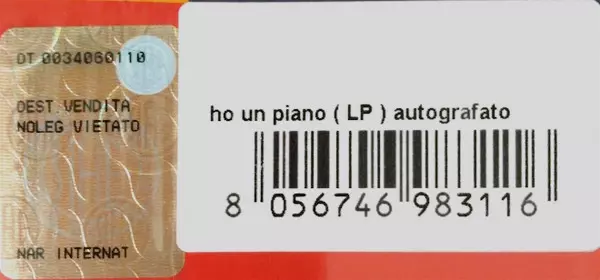 DT 0034060110
DEST.VENDITA
NOLEG VIETATO
NAR INTERNAT
ho un piano ( LP ) autografato
8 056746 983116